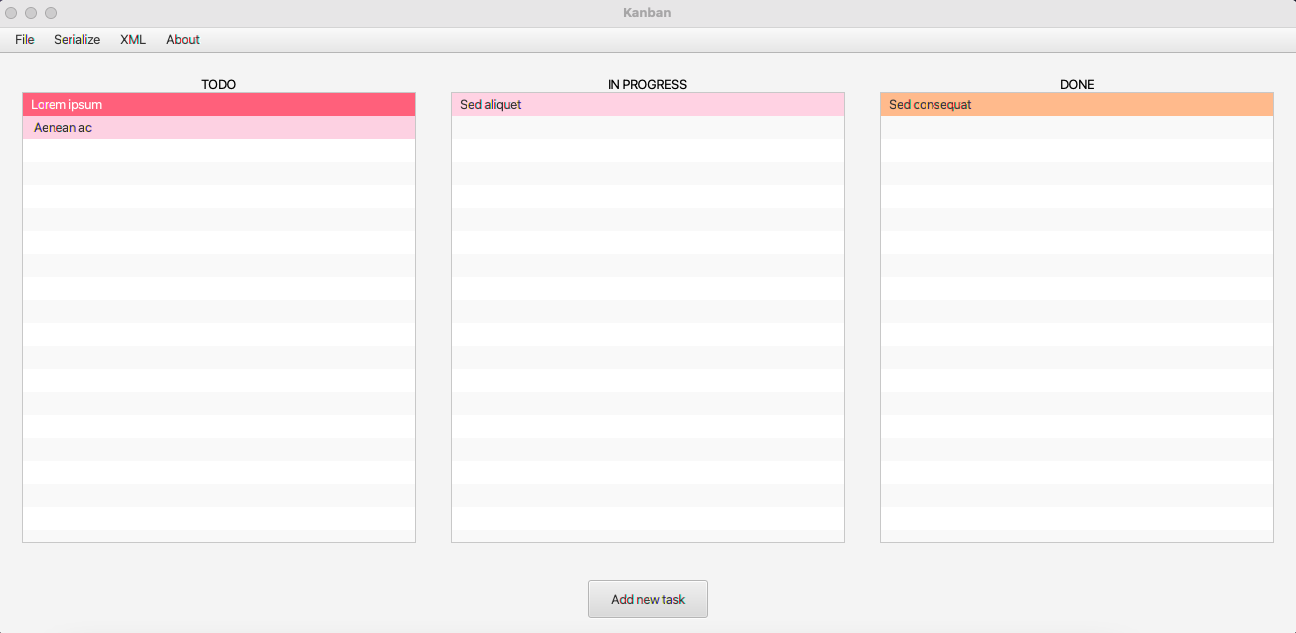 Kanban
File Serialize XML About
TODO IN PROGRESS DONE
Lorem ipsum Sed aliquet Sed consequat
Aenean ac
Add new task